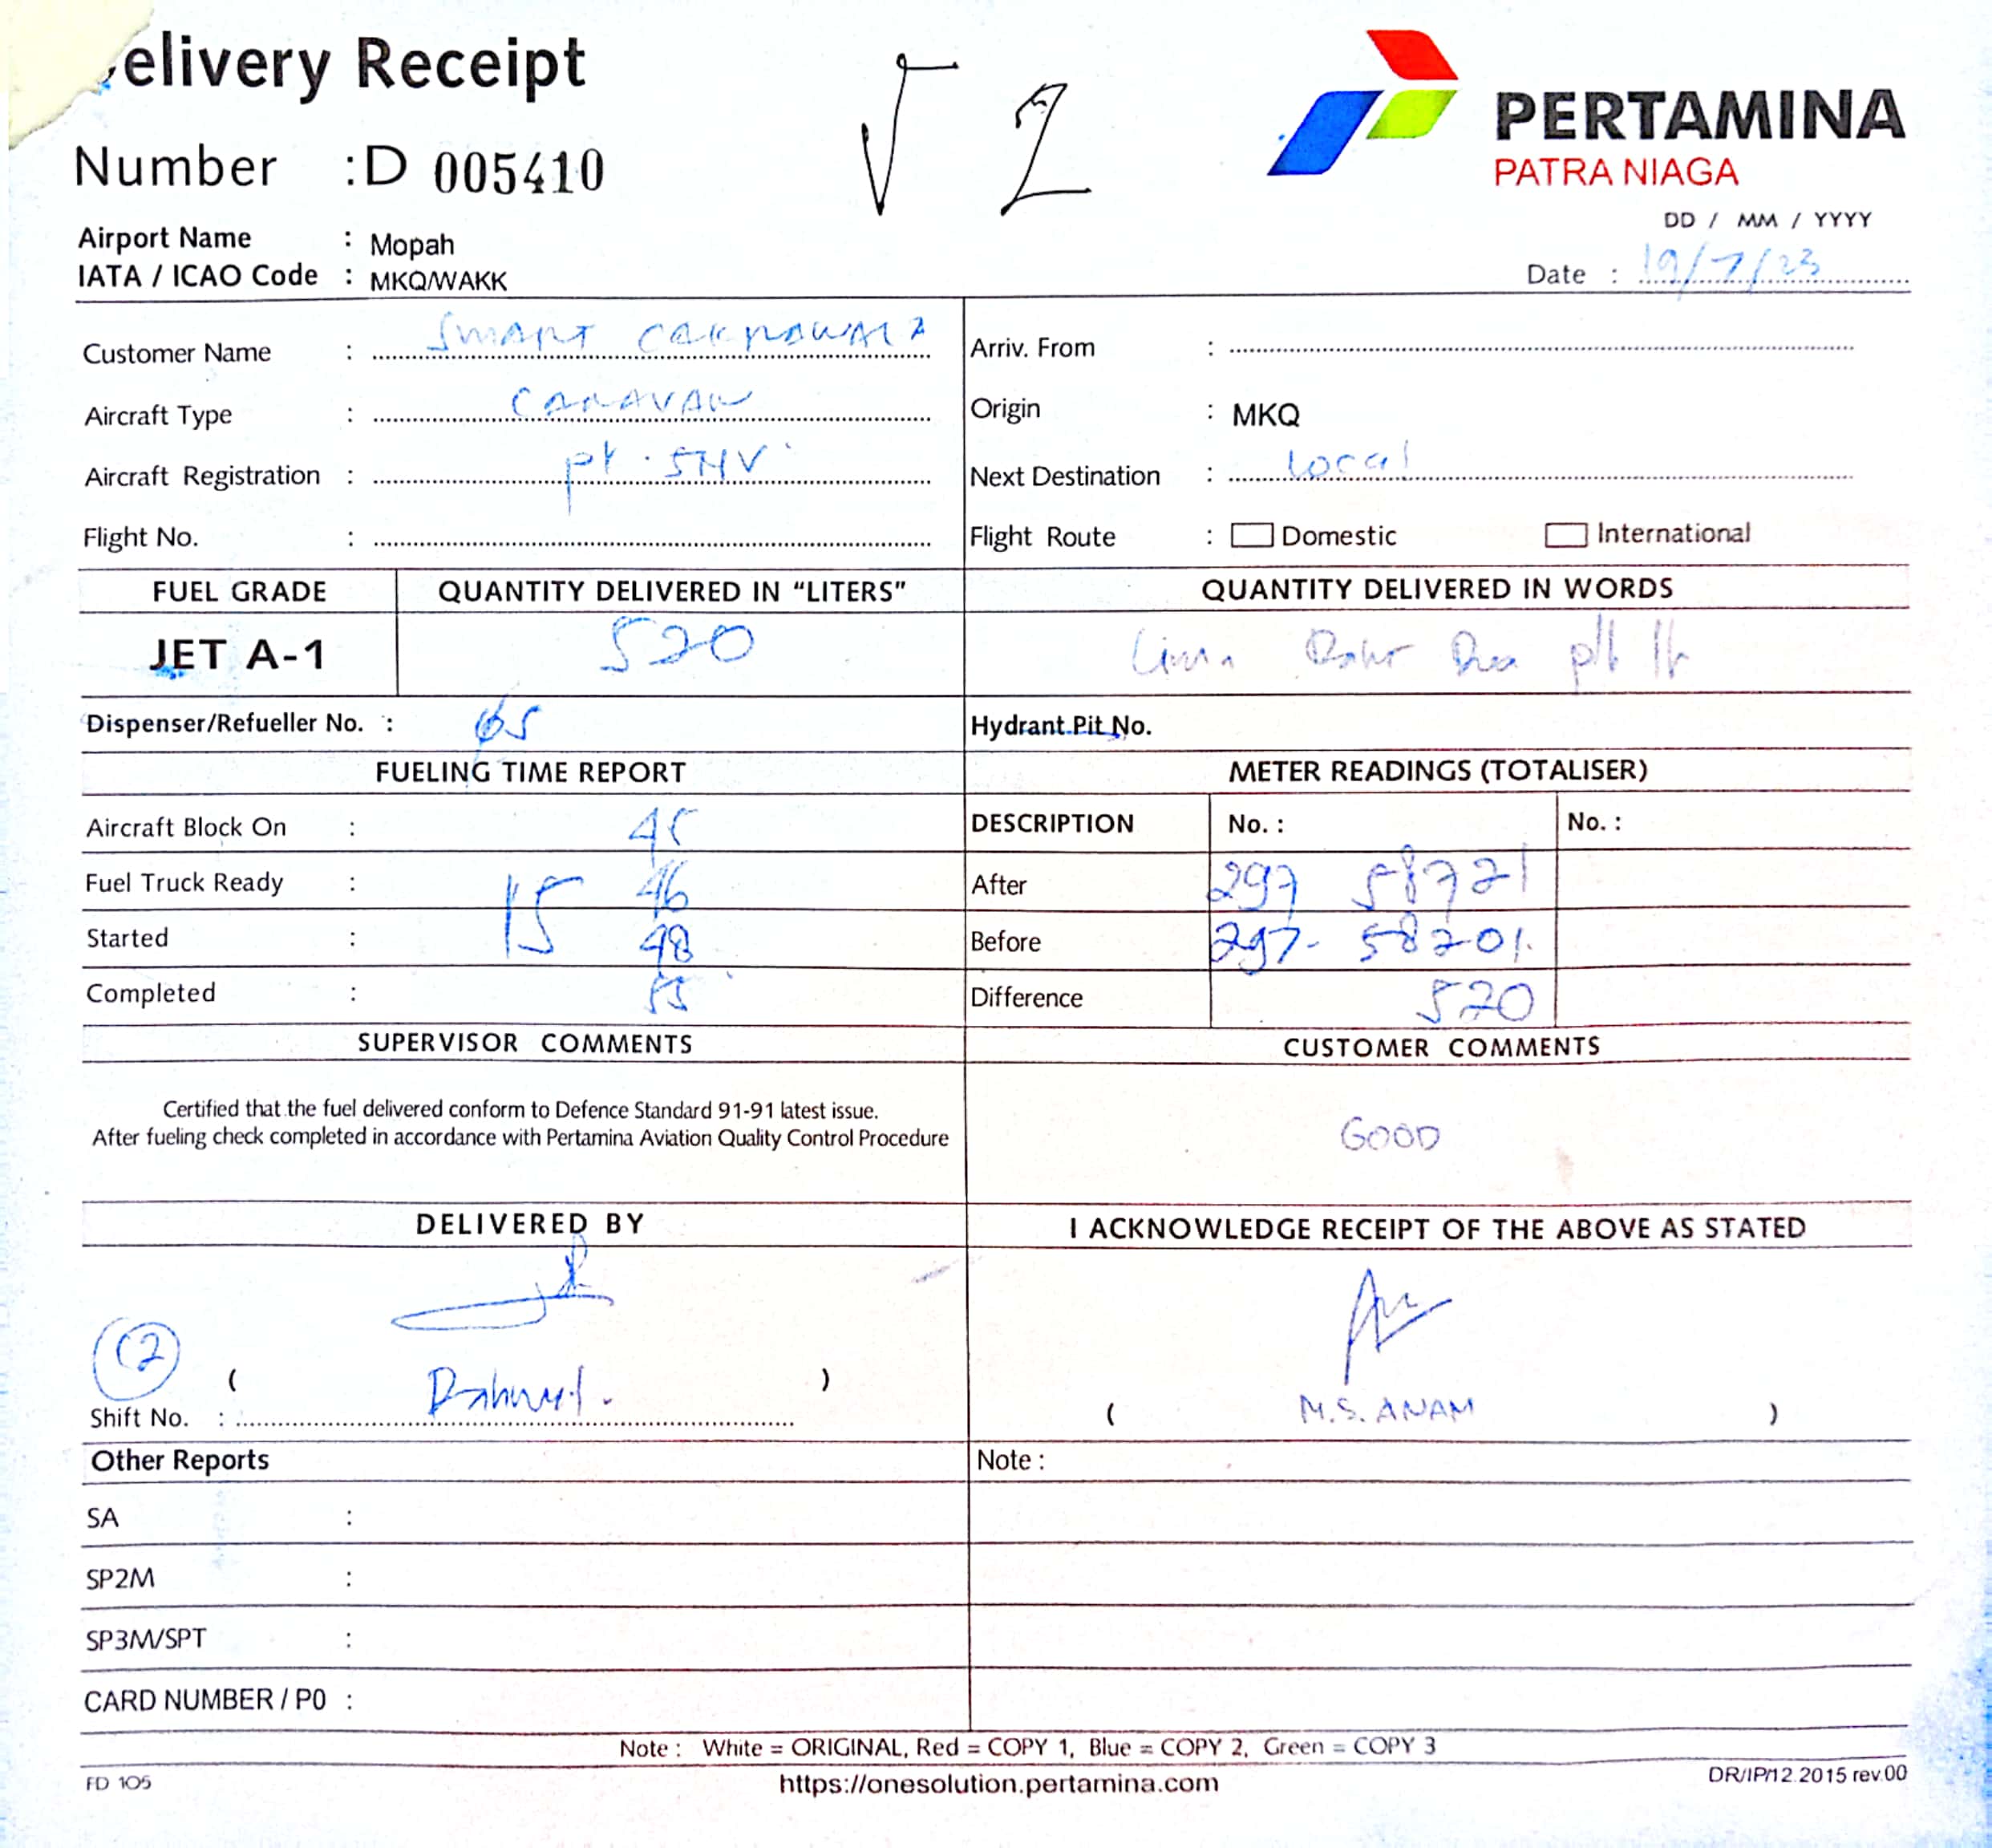 elivery Receipt
√ 2
PERTAMINA
PATRA NIAGA
Number : D 005410
DD / MM / YYYY
Airport Name : Mopah
IATA / ICAO Code : MKQ/WAKK
Date : 19/7/23
Customer Name : SMART
Arriv. From :
Aircraft Type : CARAVAN
Origin : MKQ
Aircraft Registration : pk. SNV
Next Destination : Local
Flight No. :
Flight Route : Domestic International
FUEL GRADE QUANTITY DELIVERED IN “LITERS” QUANTITY DELIVERED IN WORDS
JET A-1 520 Lima Ratus Dua plh ltr
Dispenser/Refueller No. : 05
Hydrant Pit No.
FUELING TIME REPORT METER READINGS (TOTALISER)
Aircraft Block On : 45
DESCRIPTION No. : No. :
Fuel Truck Ready : 15 46
After 297 58721
Started : 48
Before 297- 58201.
Completed : 55
Difference 520
SUPERVISOR COMMENTS CUSTOMER COMMENTS
Certified that the fuel delivered conform to Defence Standard 91-91 latest issue.
After fueling check completed in accordance with Pertamina Aviation Quality Control Procedure
GOOD
DELIVERED BY I ACKNOWLEDGE RECEIPT OF THE ABOVE AS STATED
(2)
( )
Shift No. :
( M.S. ANAM )
Other Reports Note :
SA :
SP2M :
SP3M/SPT :
CARD NUMBER / P0 :
Note : White = ORIGINAL, Red = COPY 1, Blue = COPY 2, Green = COPY 3
FD 105 https://onesolution.pertamina.com DR/IP/12.2015 rev.00